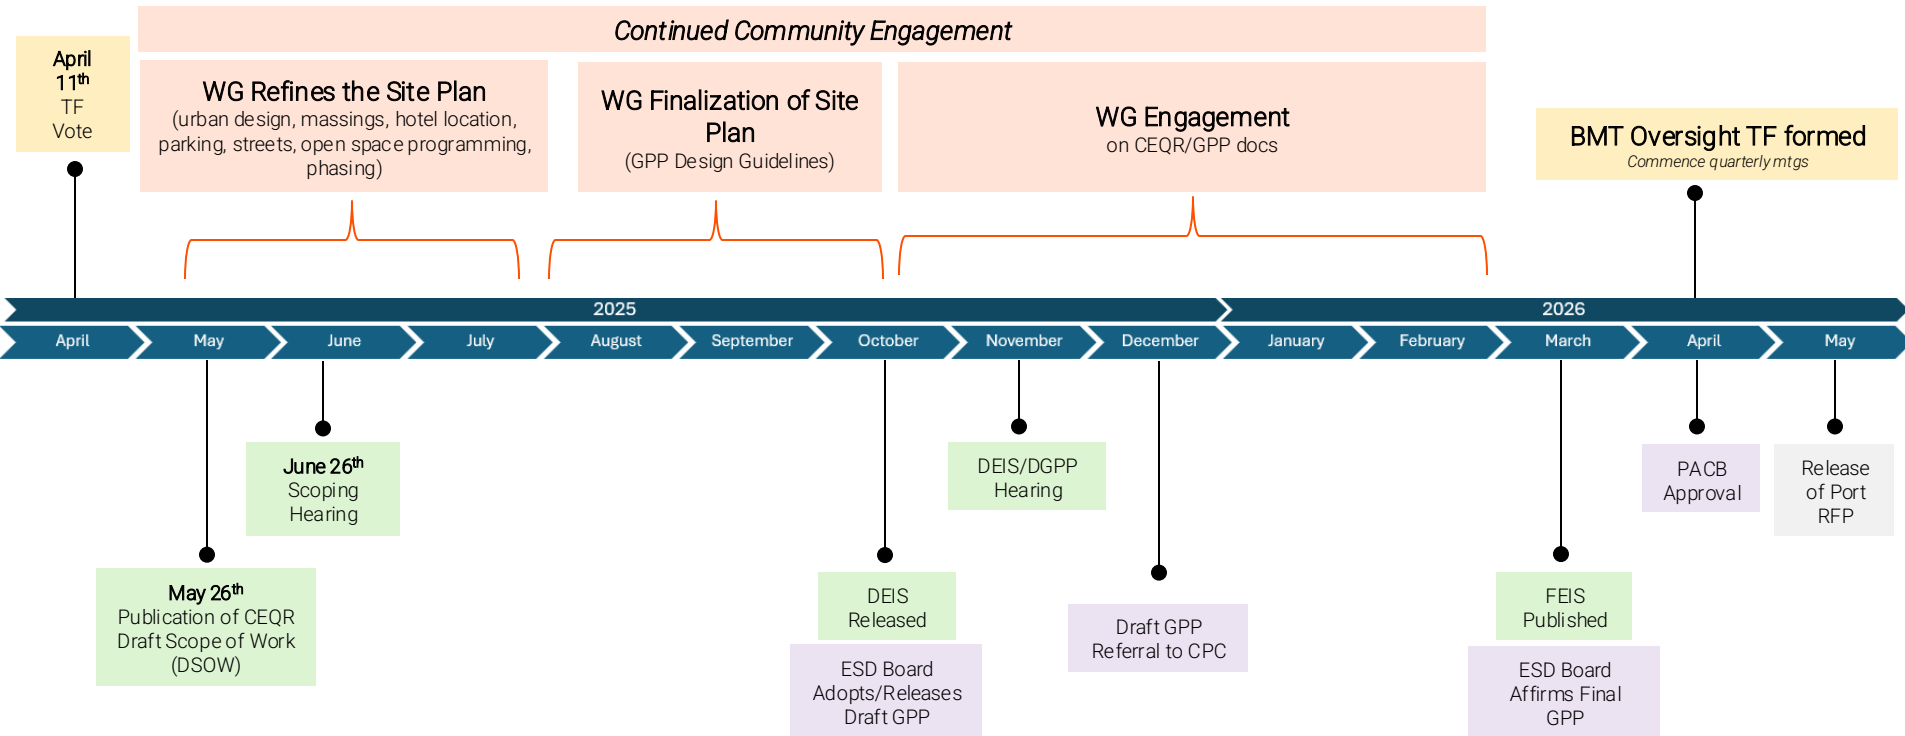 Continued Community Engagement
April
11th
TF
Vote
WG Refines the Site Plan
(urban design, massings, hotel location,
parking, streets, open space programming,
phasing)
WG Finalization of Site
Plan
(GPP Design Guidelines)
WG Engagement
on CEQR/GPP docs
BMT Oversight TF formed
Commence quarterly mtgs
2025
2026
April
May
June
July
August
September
October
November
December
January
February
March
April
May
June 26th
Scoping
Hearing
May 26th
Publication of CEQR
Draft Scope of Work
(DSOW)
DEIS
Released
ESD Board
Adopts/Releases
Draft GPP
DEIS/DGPP
Hearing
Draft GPP
Referral to CPC
FEIS
Published
ESD Board
Affirms Final
GPP
PACB
Approval
Release
of Port
RFP